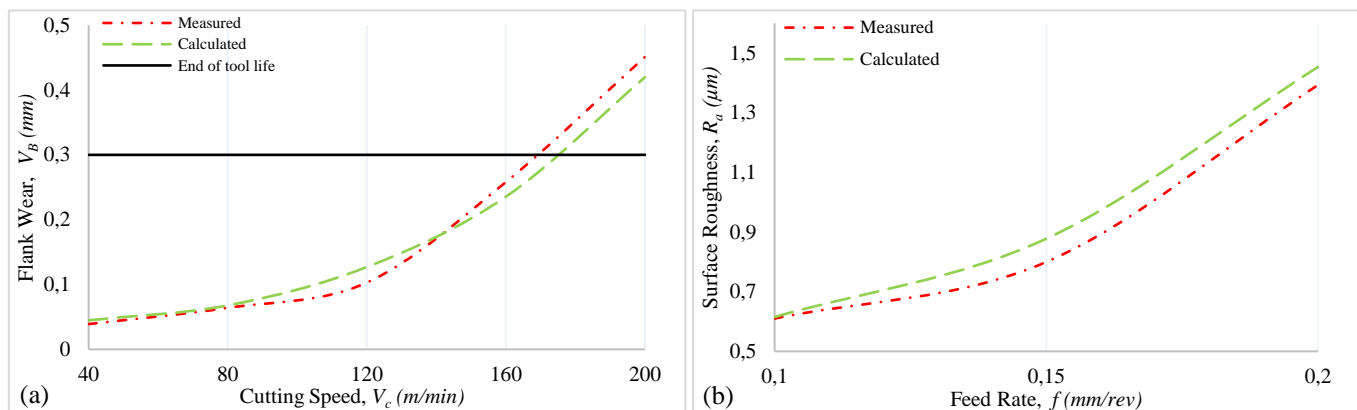 0,5
0,4
0,3
0,2
0,1
0
Flank Wear, V_B (mm)
Measured
Calculated
End of tool life
40
80
120
160
200
Cutting Speed, V_c (m/min)
(a)
1,5
1,3
1,1
0,9
0,7
0,5
Surface Roughness, R_a (μm)
Measured
Calculated
0,1
0,15
0,2
Feed Rate, f (mm/rev)
(b)